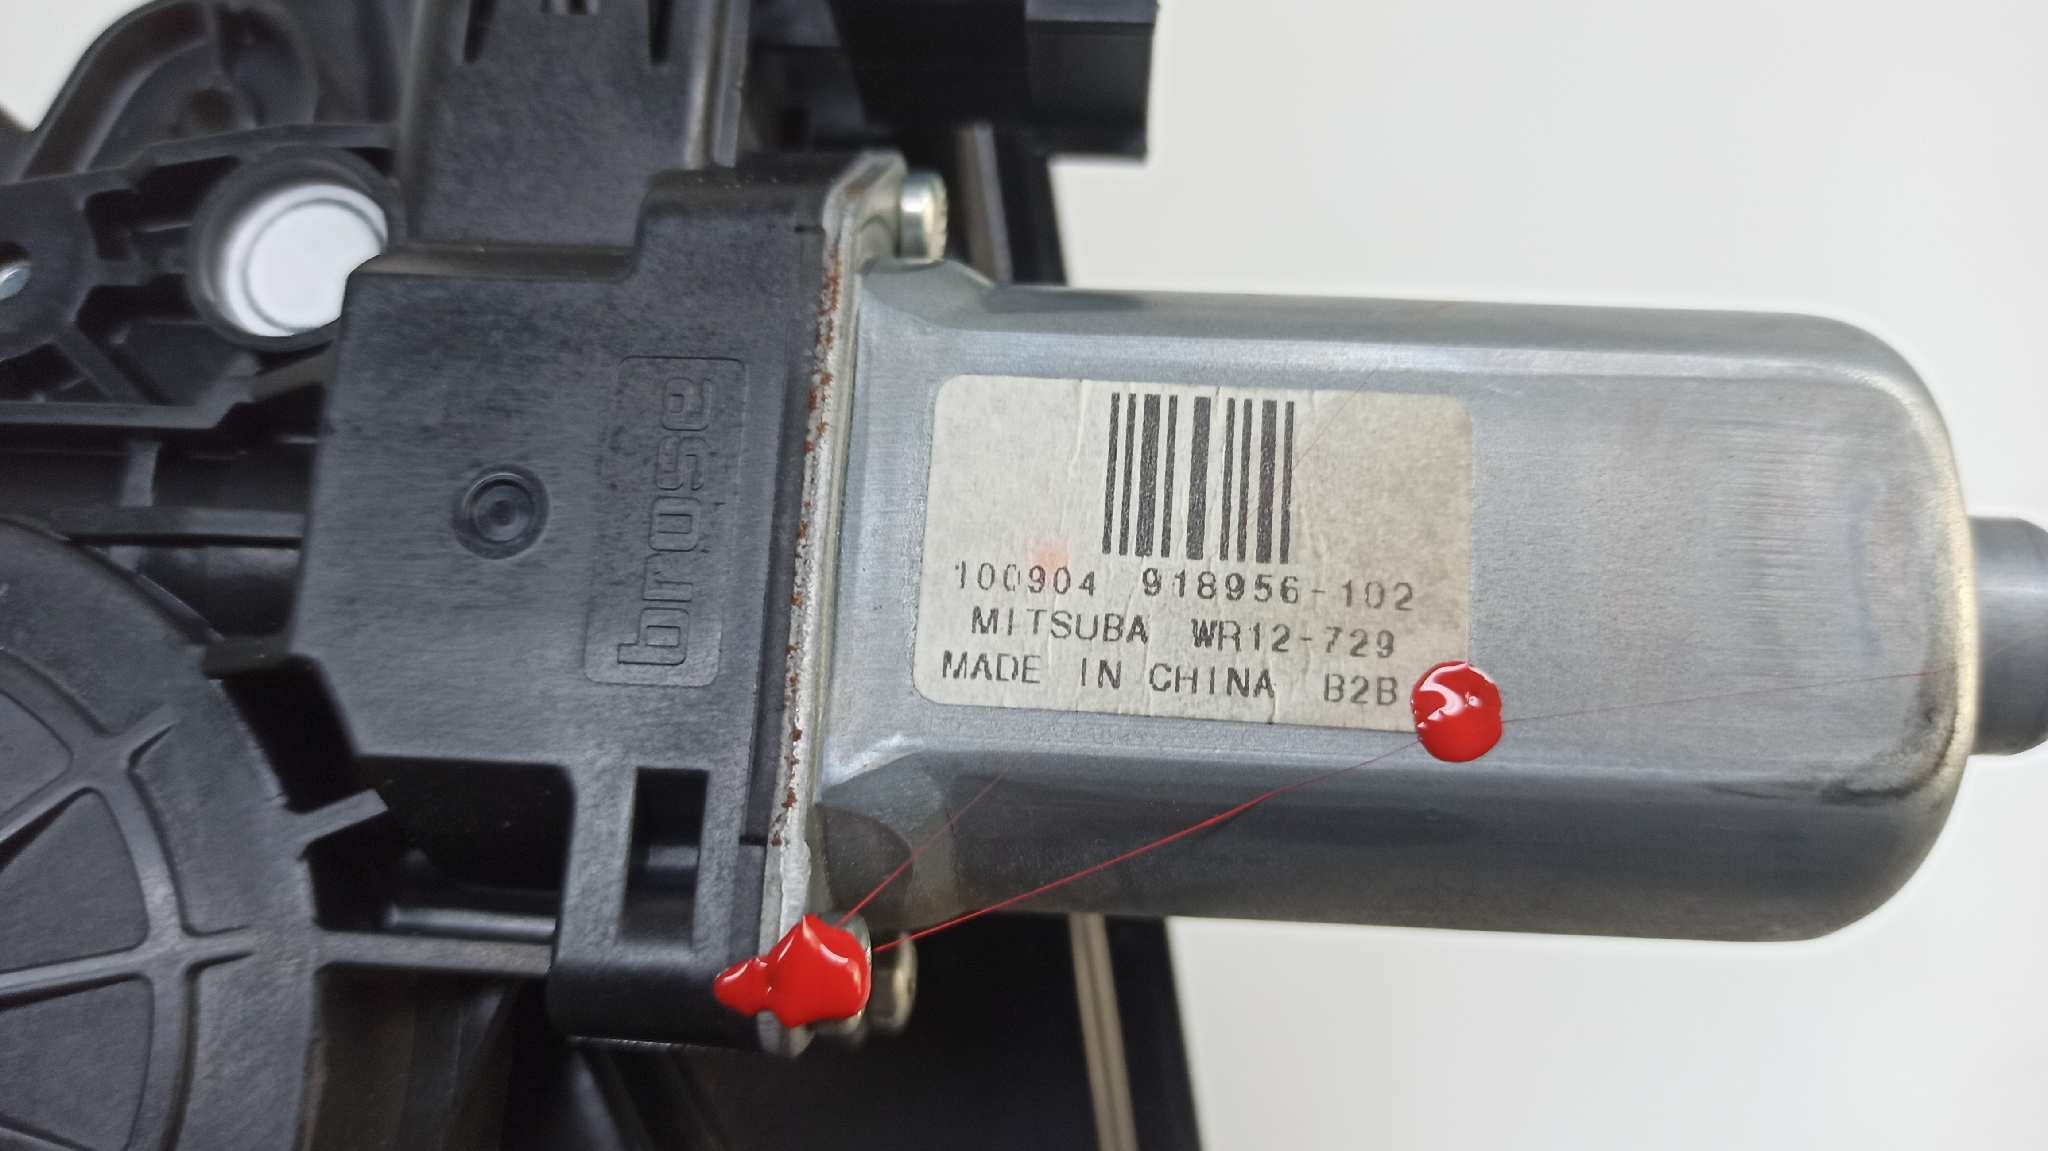 brose
100904 918956-102
MITSUBA WR12-729
MADE IN CHINA B2B